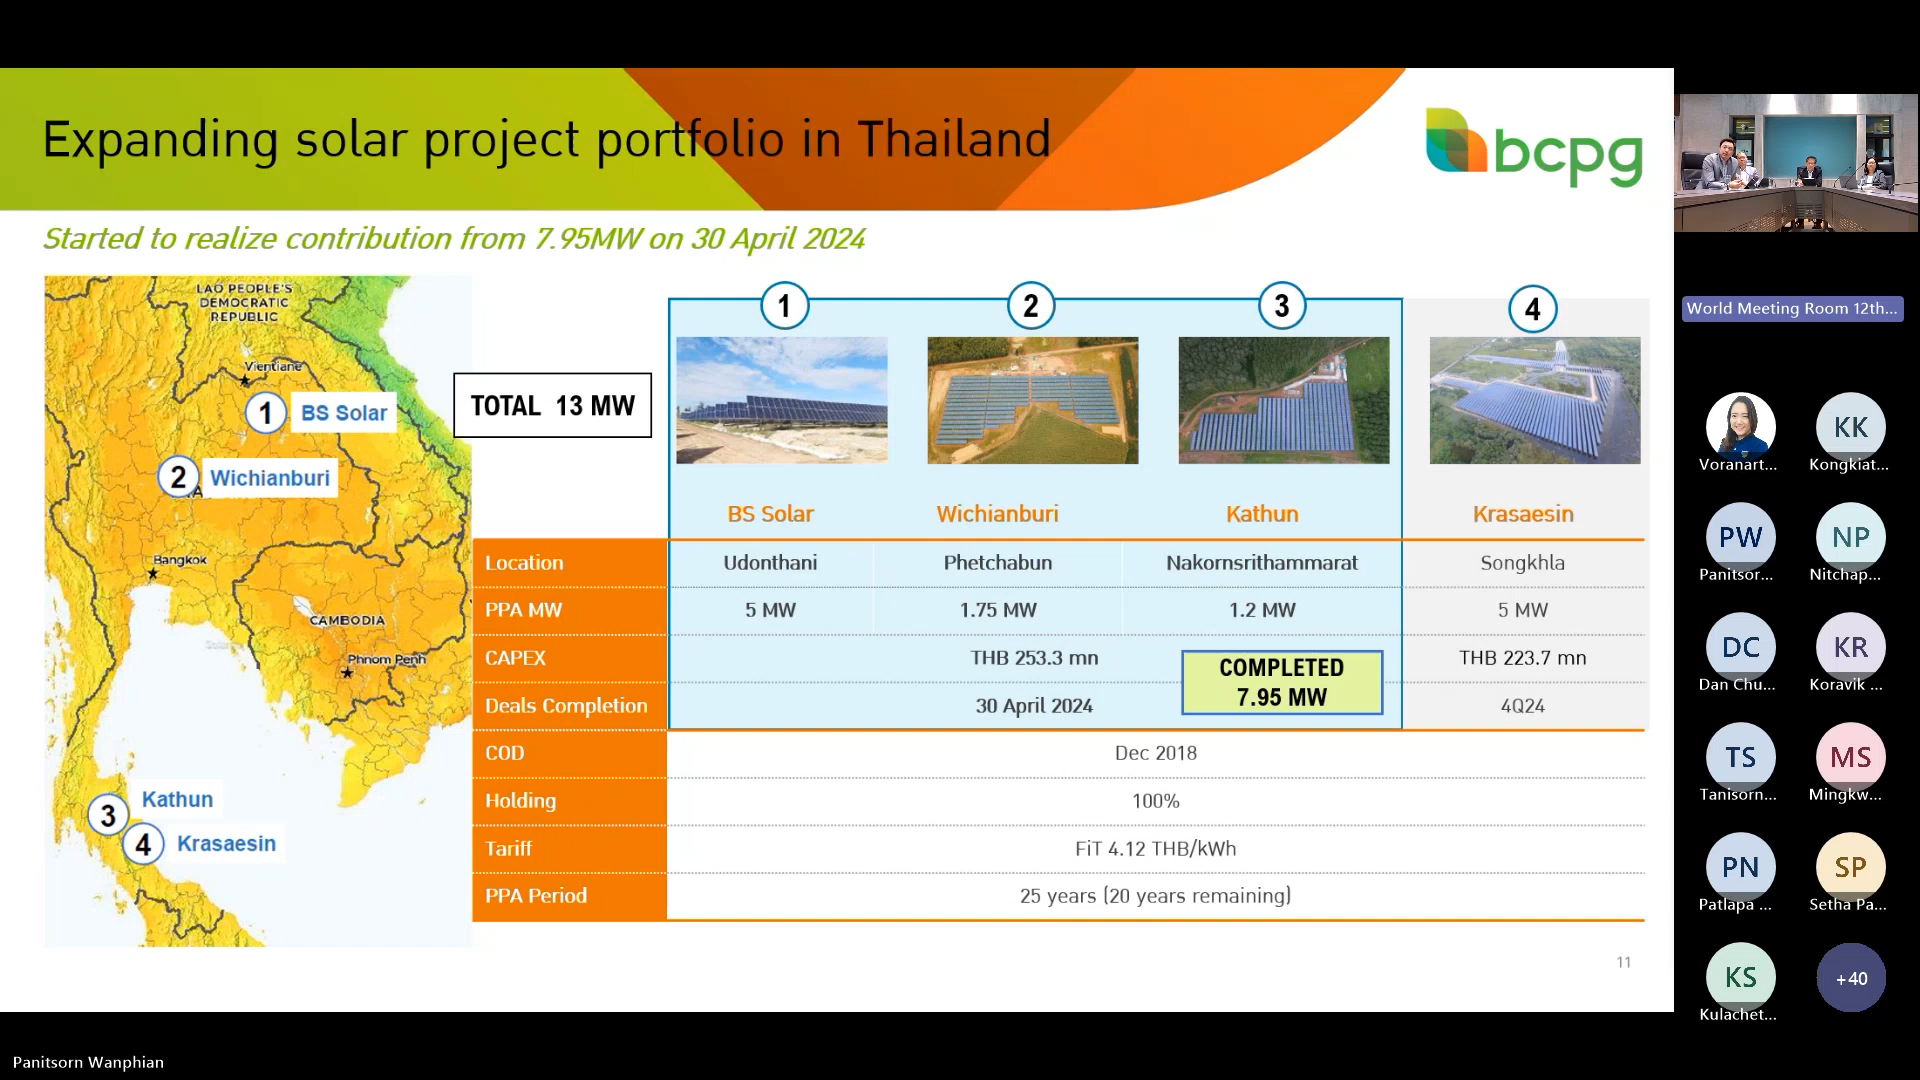 Expanding solar project portfolio in Thailand
bcpg
Started to realize contribution from 7.95MW on 30 April 2024
LAO PEOPLE'S
DEMOCRATIC
REPUBLIC
Vientiane
1 BS Solar
2 Wichianburi
Bangkok
CAMBODIA
Phnom Penh
Kathun
3
4 Krasaesin
TOTAL 13 MW
1 2 3 4
BS Solar Wichianburi Kathun Krasaesin
Location Udonthani Phetchabun Nakornsrithammarat Songkhla
PPA MW 5 MW 1.75 MW 1.2 MW 5 MW
CAPEX THB 253.3 mn THB 223.7 mn
COMPLETED
7.95 MW
Deals Completion 30 April 2024 4Q24
COD Dec 2018
Holding 100%
Tariff FiT 4.12 THB/kWh
PPA Period 25 years (20 years remaining)
11
World Meeting Room 12th...
Voranart...
KK
Kongkiat...
PW
Panitsor...
NP
Nitchap...
DC
Dan Chu...
KR
Koravik ...
TS
Tanisorn...
MS
Mingkw...
PN
Patlapa ...
SP
Setha Pa...
KS
Kulachet...
+40
Panitsorn Wanphian